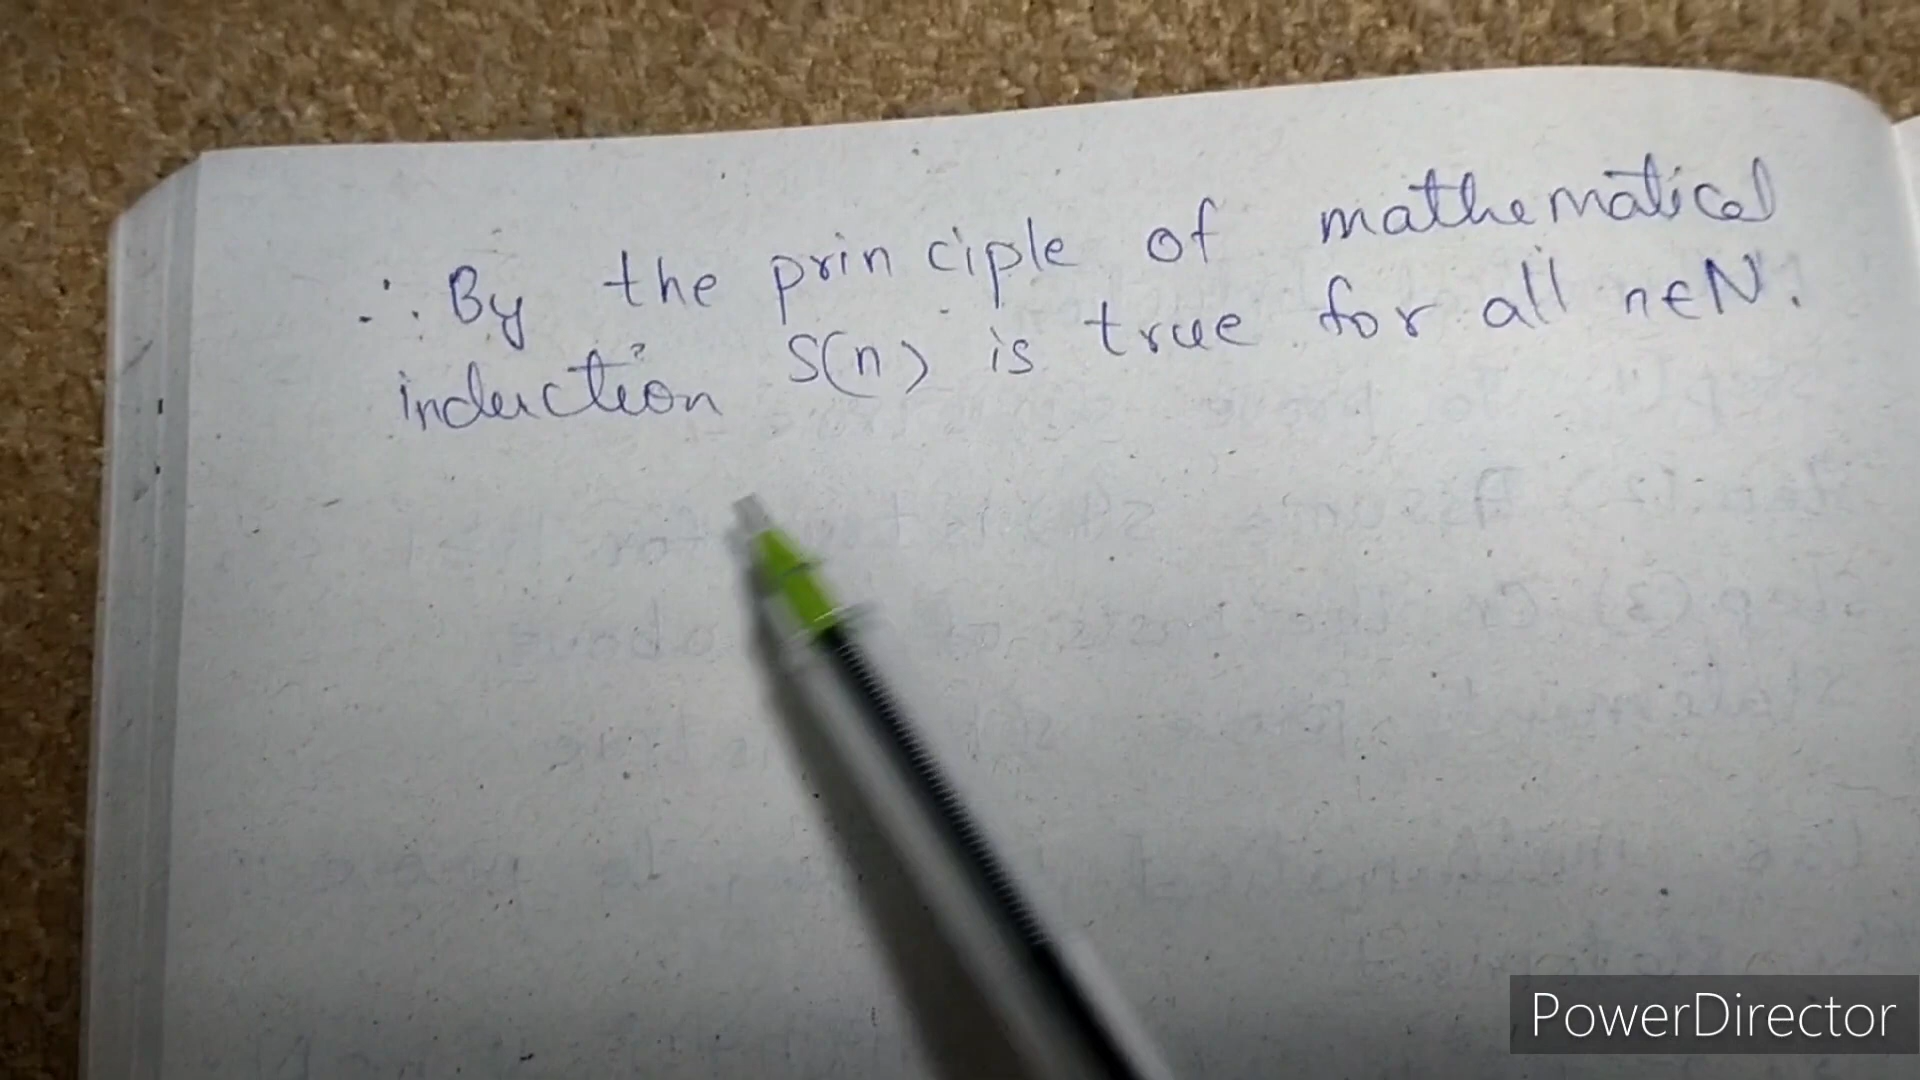 ∴ By the principle of mathematical
induction S(n) is true for all n∈N.
PowerDirector